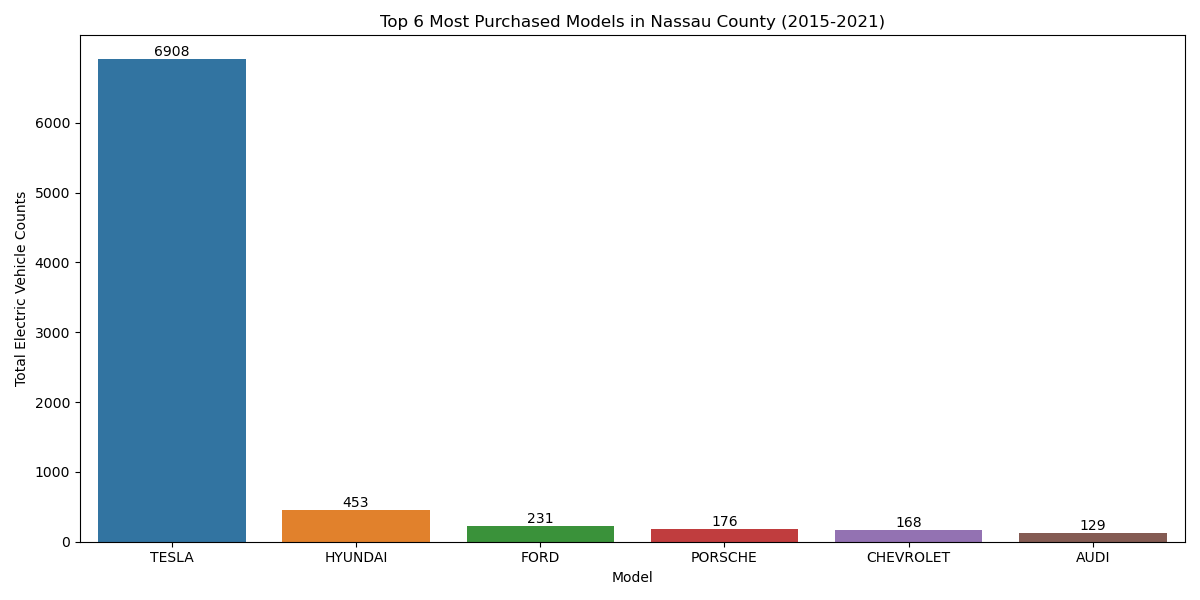 Top 6 Most Purchased Models in Nassau County (2015-2021)
Total Electric Vehicle Counts
6000
5000
4000
3000
2000
1000
0
6908
453
231
176
168
129
TESLA
HYUNDAI
FORD
PORSCHE
CHEVROLET
AUDI
Model